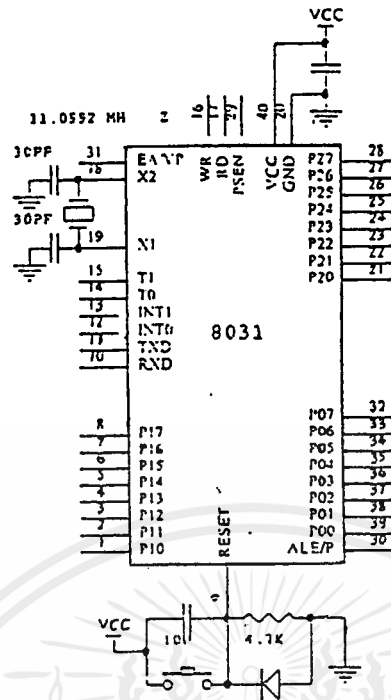 VCC
11.0592 MHz
16 17 29 40 20
30PF
31 EA/VP
18 X2
30PF
19 X1
15 T1
14 T0
13 INT1
12 INT0
11 TXD
10 RXD
WR RD PSEN VCC GND
P27 28
P26 27
P25 26
P24 25
P23 24
P22 23
P21 22
P20 21
8031
8 P17
7 P16
6 P15
5 P14
4 P13
3 P12
2 P11
1 P10
P07 32
P06 33
P05 34
P04 35
P03 36
P02 37
P01 38
P00 39
ALE/P 30
RESET
9
VCC
10
4.7K